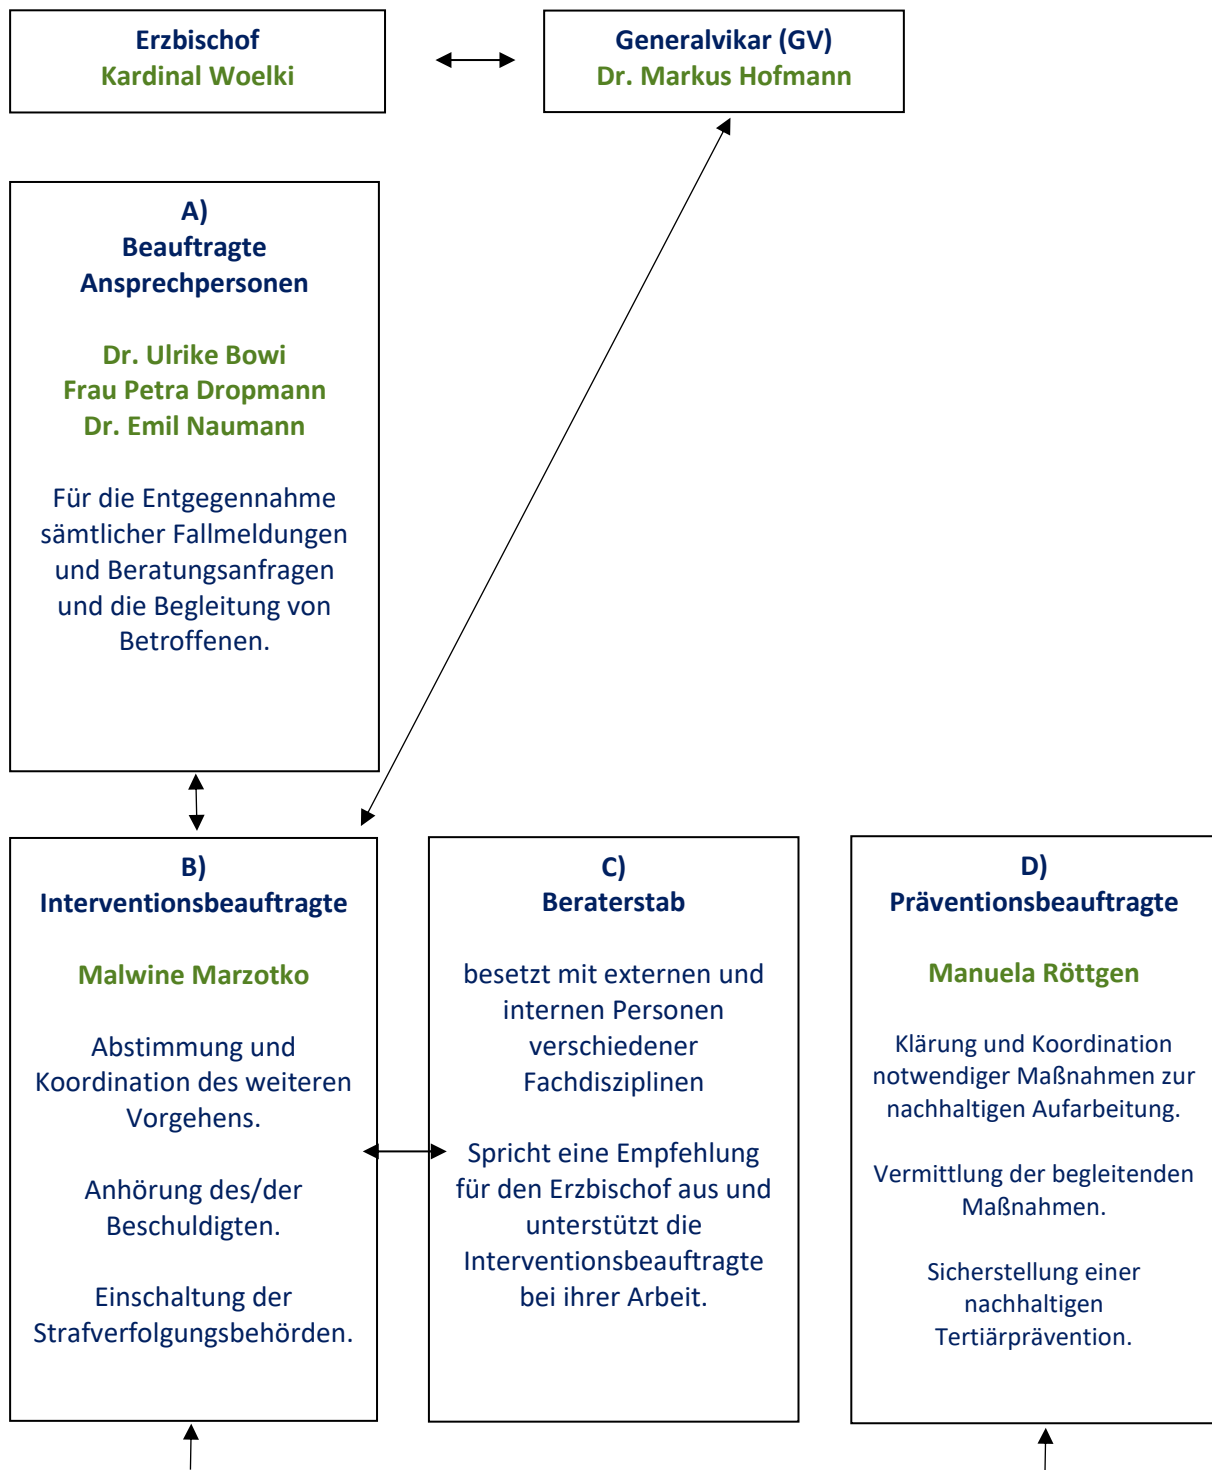 Erzbischof
Kardinal Woelki
Generalvikar (GV)
Dr. Markus Hofmann
A)
Beauftragte
Ansprechpersonen
Dr. Ulrike Bowi
Frau Petra Dropmann
Dr. Emil Naumann
Für die Entgegennahme
sämtlicher Fallmeldungen
und Beratungsanfragen
und die Begleitung von
Betroffenen.
B)
Interventionsbeauftragte
Malwine Marzotko
Abstimmung und
Koordination des weiteren
Vorgehens.
Anhörung des/der
Beschuldigten.
Einschaltung der
Strafverfolgungsbehörden.
C)
Beraterstab
besetzt mit externen und
internen Personen
verschiedener
Fachdisziplinen
Spricht eine Empfehlung
für den Erzbischof aus und
unterstützt die
Interventionsbeauftragte
bei ihrer Arbeit.
D)
Präventionsbeauftragte
Manuela Röttgen
Klärung und Koordination
notwendiger Maßnahmen zur
nachhaltigen Aufarbeitung.
Vermittlung der begleitenden
Maßnahmen.
Sicherstellung einer
nachhaltigen
Tertiärprävention.